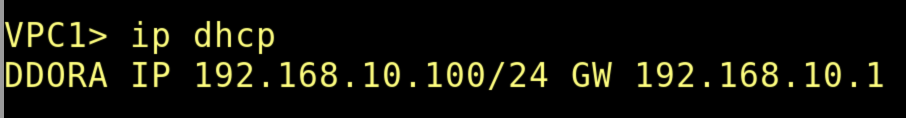 VPC1> ip dhcp
DDORA IP 192.168.10.100/24 GW 192.168.10.1